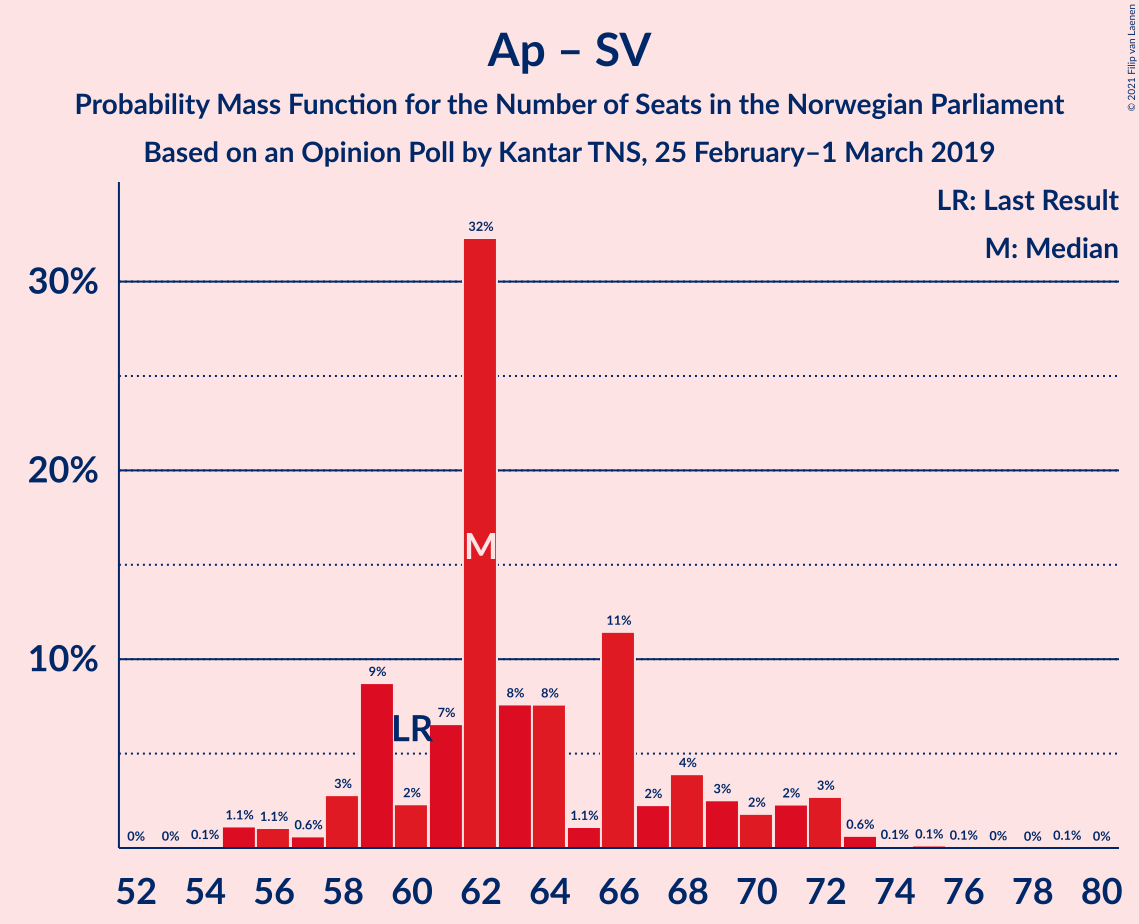 Ap – SV
Probability Mass Function for the Number of Seats in the Norwegian Parliament
Based on an Opinion Poll by Kantar TNS, 25 February–1 March 2019
© 2021 Filip van Laenen
LR: Last Result
M: Median
30%
20%
10%
0% 0% 0.1% 1.1% 1.1% 0.6% 3% 9% 2% 7% 32% 8% 8% 1.1% 11% 2% 4% 3% 2% 2% 3% 0.6% 0.1% 0.1% 0.1% 0% 0% 0.1% 0%
LR
M
52 54 56 58 60 62 64 66 68 70 72 74 76 78 80